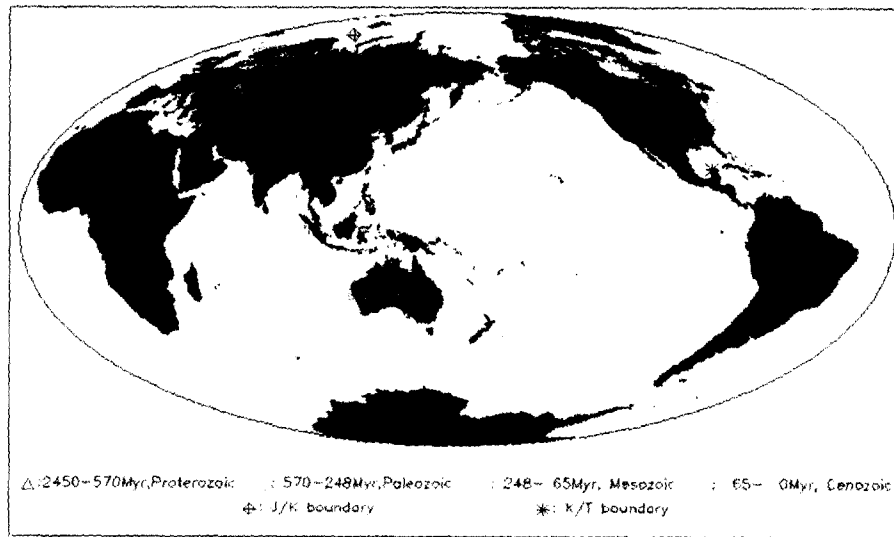 △:2450-570Myr,Proterozoic : 570-248Myr,Paleozoic : 248- 65Myr, Mesozoic : 65- 0Myr, Cenozoic
⌖: J/K boundary ✳: K/T boundary